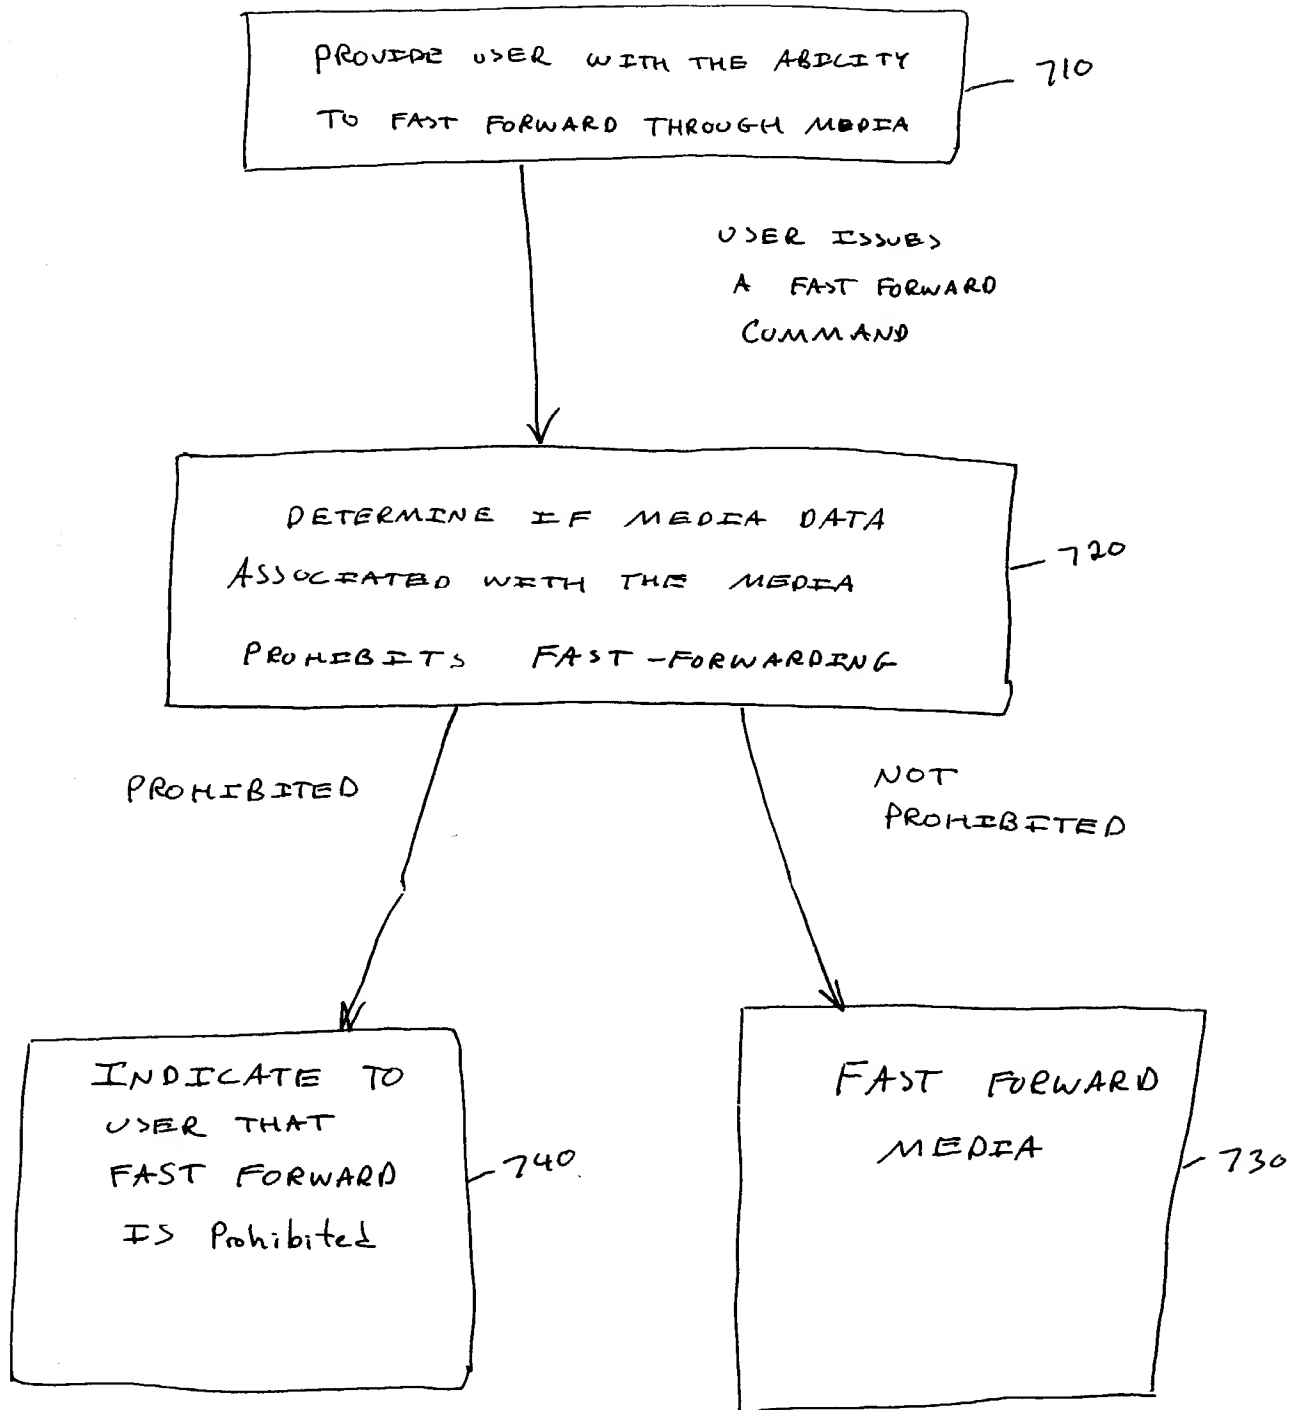 PROVIDE USER WITH THE ABILITY
TO FAST FORWARD THROUGH MEDIA
710
USER ISSUES
A FAST FORWARD
COMMAND
DETERMINE IF MEDIA DATA
ASSOCIATED WITH THE MEDIA
PROHIBITS FAST-FORWARDING
720
PROHIBITED
NOT
PROHIBITED
INDICATE TO
USER THAT
FAST FORWARD
IS Prohibited
740
FAST FORWARD
MEDIA
730